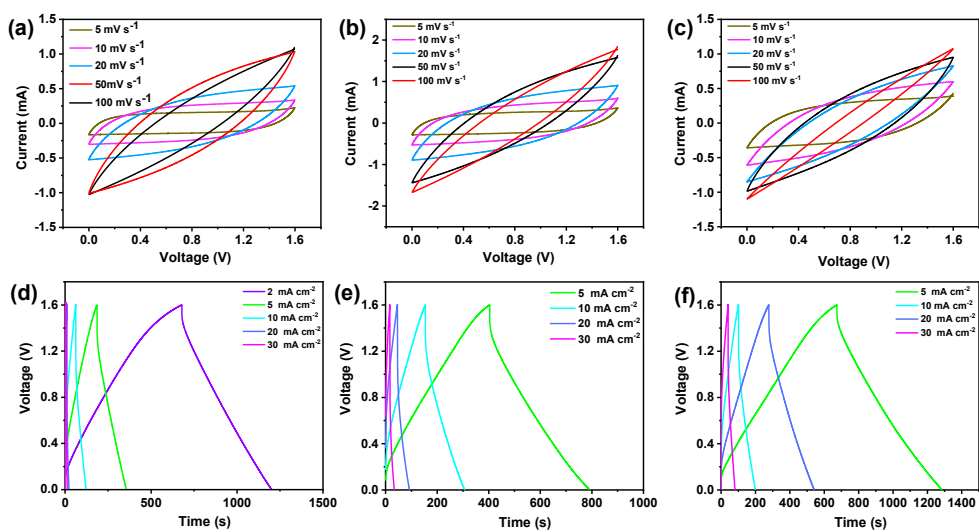 (a)
5 mV s⁻¹
10 mV s⁻¹
20 mV s⁻¹
50mV s⁻¹
100 mV s⁻¹
Current (mA)
1.5
1.0
0.5
0.0
-0.5
-1.0
-1.5
0.0 0.4 0.8 1.2 1.6
Voltage (V)
(b)
5 mV s⁻¹
10 mV s⁻¹
20 mV s⁻¹
50 mV s⁻¹
100 mV s⁻¹
Current (mA)
2
1
0
-1
-2
0.0 0.4 0.8 1.2 1.6
Voltage (V)
(c)
5 mV s⁻¹
10 mV s⁻¹
20 mV s⁻¹
50 mV s⁻¹
100 mV s⁻¹
Current (mA)
1.5
1.0
0.5
0.0
-0.5
-1.0
-1.5
0.0 0.4 0.8 1.2 1.6
Voltage (V)
(d)
2 mA cm⁻²
5 mA cm⁻²
10 mA cm⁻²
20 mA cm⁻²
30 mA cm⁻²
Voltage (V)
1.6
1.2
0.8
0.4
0.0
0 500 1000 1500
Time (s)
(e)
5 mA cm⁻²
10 mA cm⁻²
20 mA cm⁻²
30 mA cm⁻²
Voltage (V)
1.6
1.2
0.8
0.4
0.0
0 200 400 600 800 1000
Time (s)
(f)
5 mA cm⁻²
10 mA cm⁻²
20 mA cm⁻²
30 mA cm⁻²
Voltage (V)
1.6
1.2
0.8
0.4
0.0
0 200 400 600 800 1000 1200 1400
Time (s)